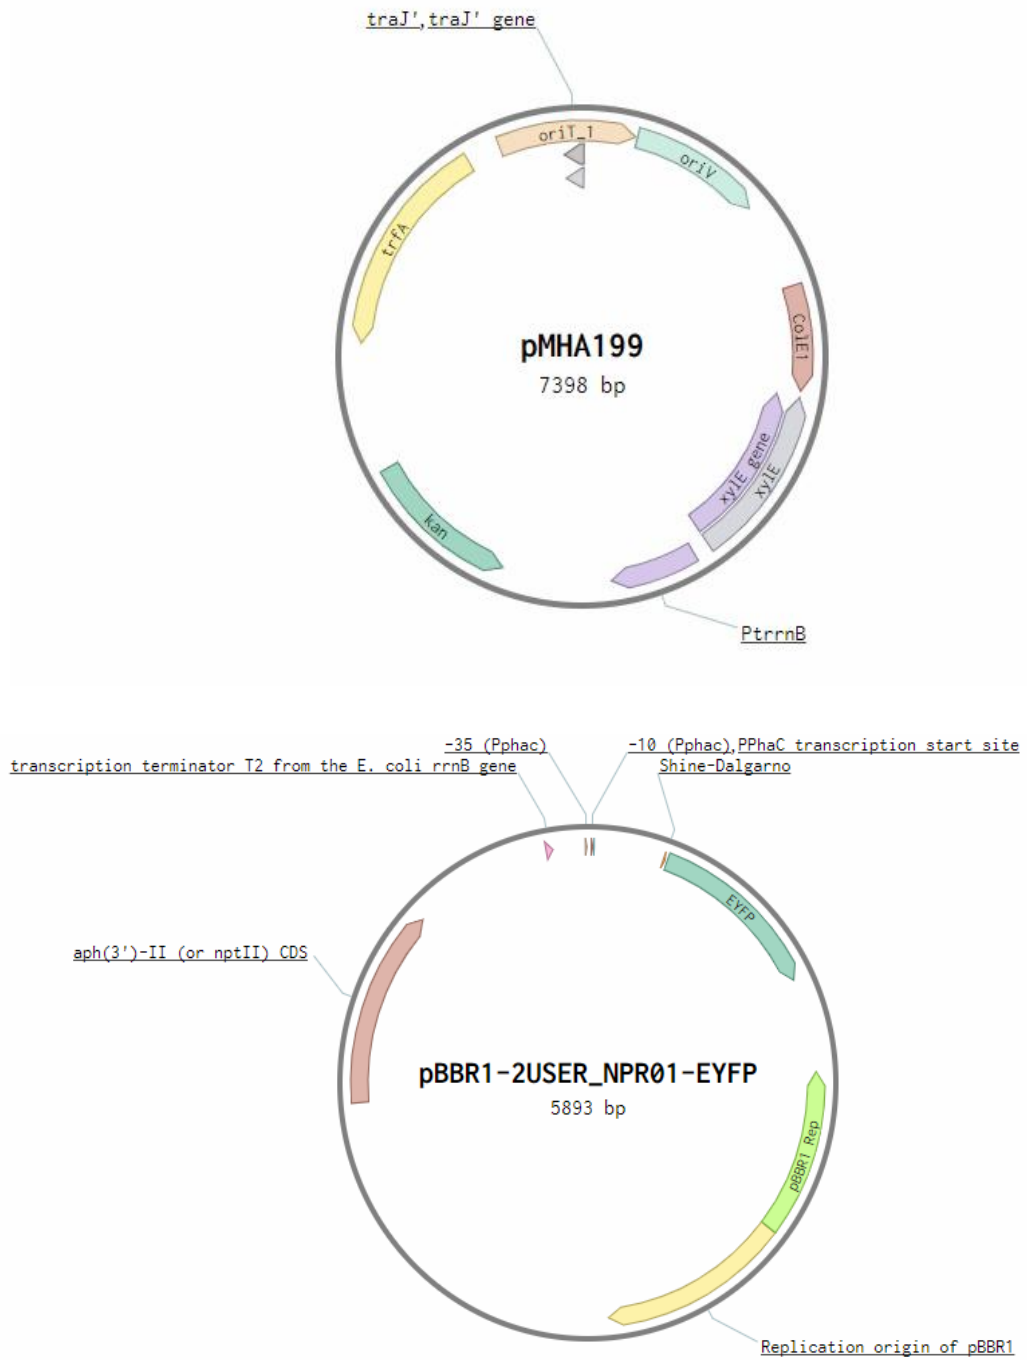 traJ',traJ' gene
oriT_1
oriV
trfA
ColE1
pMHA199
7398 bp
xylE gene
xylE
kan
PtrrnB
-35 (Pphac)
-10 (Pphac),PPhaC transcription start site
transcription terminator T2 from the E. coli rrnB gene
Shine-Dalgarno
EYFP
aph(3')-II (or nptII) CDS
pBBR1-2USER_NPR01-EYFP
5893 bp
pBBR1 Rep
Replication origin of pBBR1